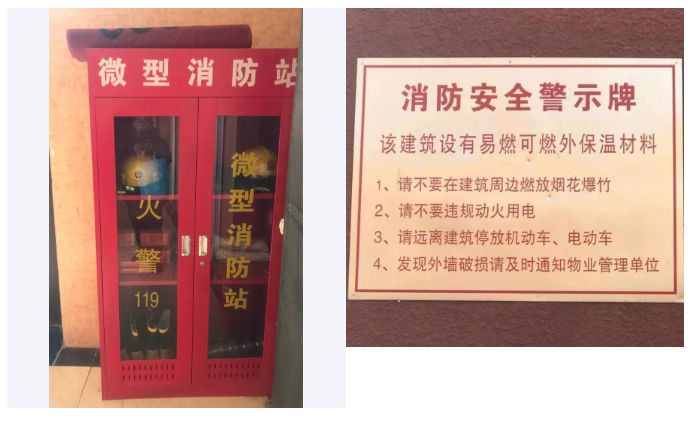 微型消防站
火警
119
微型消防站
消防安全警示牌
该建筑设有易燃可燃外保温材料
1、请不要在建筑周边燃放烟花爆竹
2、请不要违规动火用电
3、请远离建筑停放机动车、电动车
4、发现外墙破损请及时通知物业管理单位